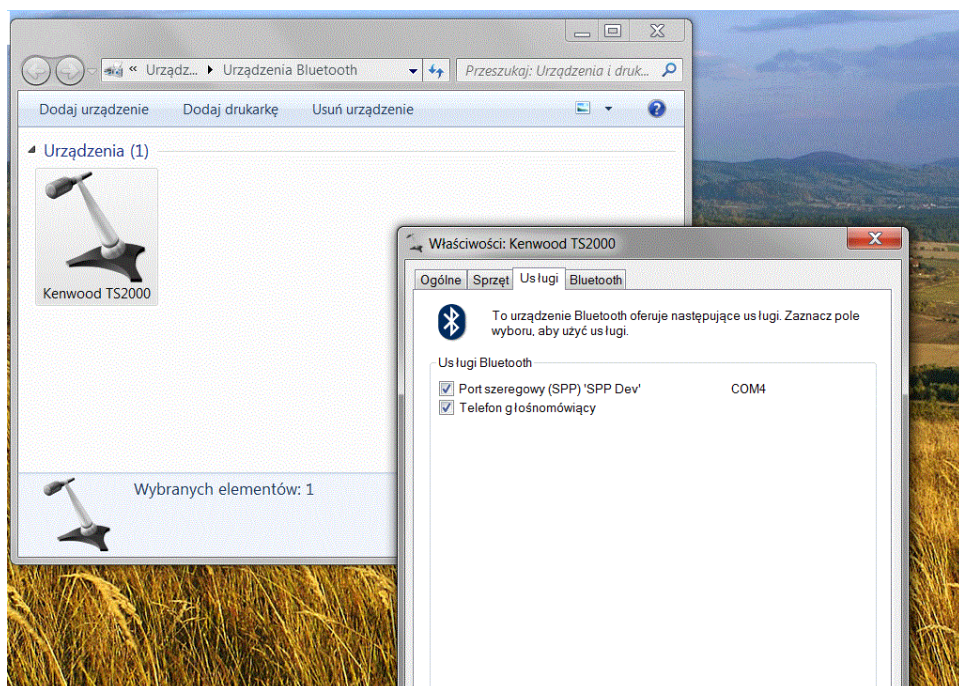 « Urządz... Urządzenia Bluetooth
Przeszukaj: Urządzenia i druk...
Dodaj urządzenie Dodaj drukarkę Usuń urządzenie
Urządzenia (1)
Kenwood TS2000
Wybranych elementów: 1
Właściwości: Kenwood TS2000
Ogólne Sprzęt Usługi Bluetooth
To urządzenie Bluetooth oferuje następujące usługi. Zaznacz pole
wyboru, aby użyć usługi.
Usługi Bluetooth
Port szeregowy (SPP) 'SPP Dev' COM4
Telefon głośnomówiący